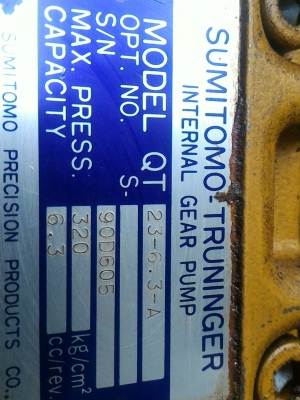 SUMITOMO-TRUNINGER
INTERNAL GEAR PUMP
MODEL QT 23-6.3-A
OPT. NO. S-
S/N 90D605
MAX. PRESS. 320 kg/cm²
CAPACITY 6.3 cc/rev.
SUMITOMO PRECISION PRODUCTS CO.,